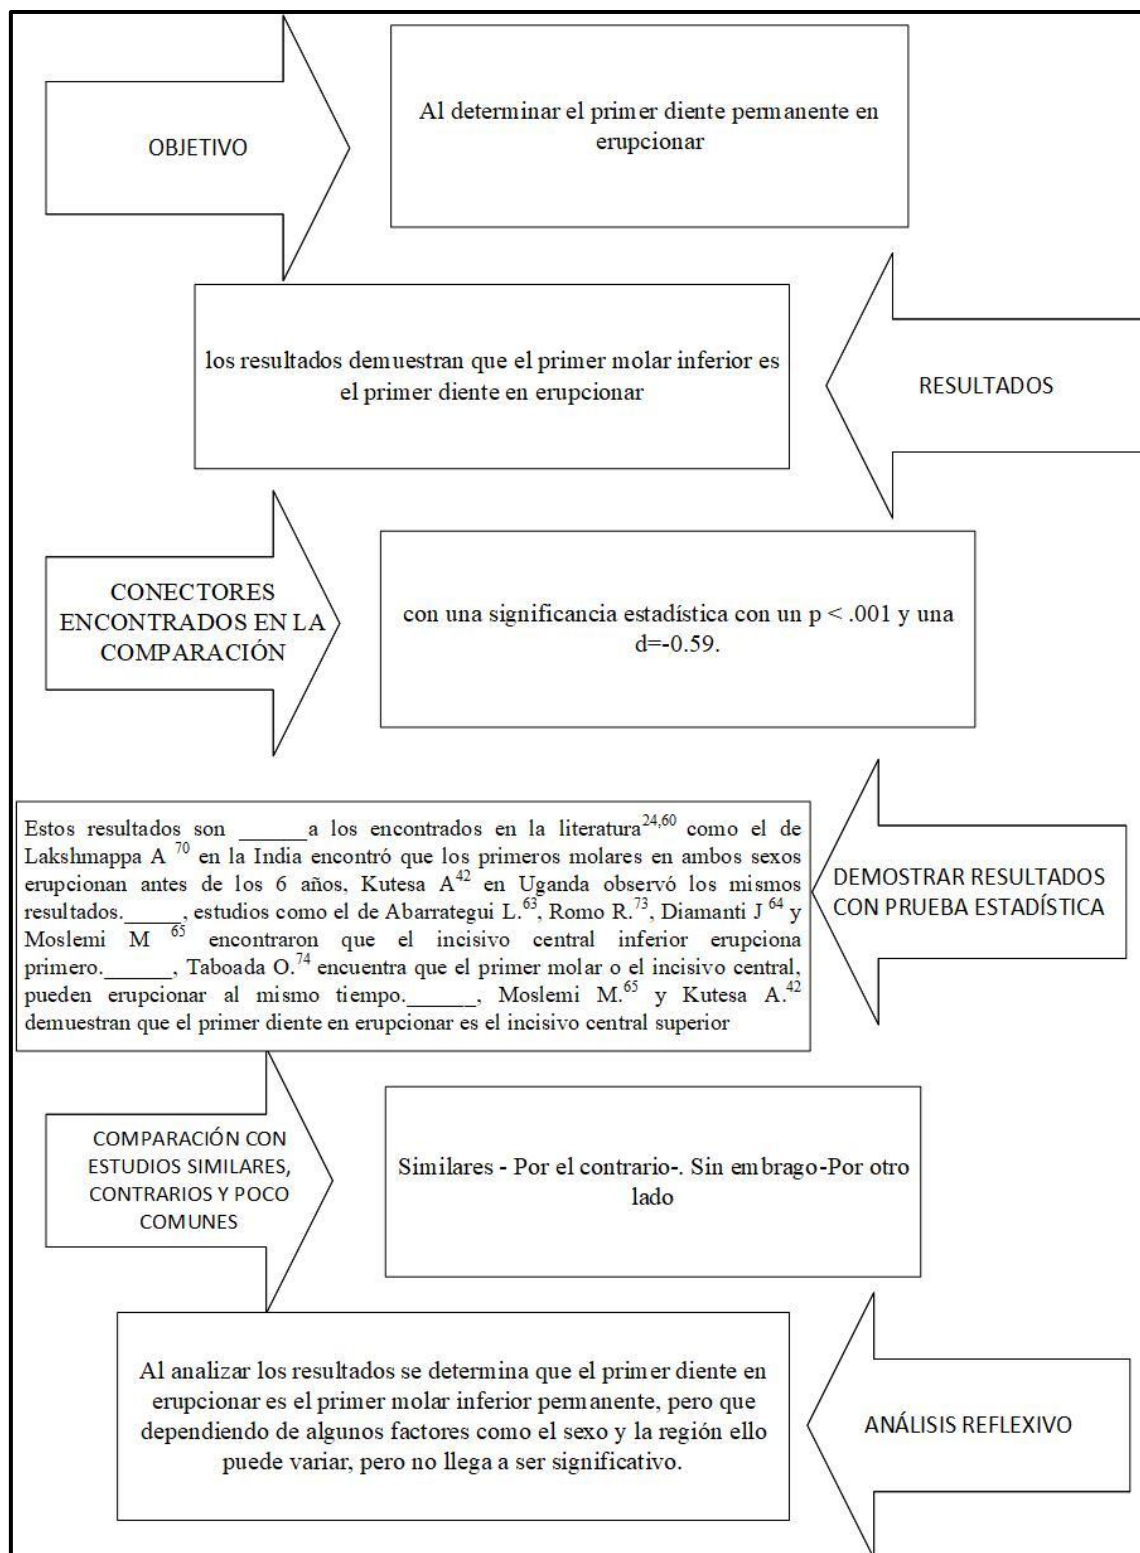 OBJETIVO
Al determinar el primer diente permanente en
erupcionar
los resultados demuestran que el primer molar inferior es
el primer diente en erupcionar
RESULTADOS
CONECTORES
ENCONTRADOS EN LA
COMPARACIÓN
con una significancia estadística con un p < .001 y una
d=-0.59.
Estos resultados son ______a los encontrados en la literatura24,60 como el de
Lakshmappa A 70 en la India encontró que los primeros molares en ambos sexos
erupcionan antes de los 6 años, Kutesa A42 en Uganda observó los mismos
resultados._____, estudios como el de Abarrategui L.63, Romo R.73, Diamanti J 64 y
Moslemi M 65 encontraron que el incisivo central inferior erupciona
primero.______, Taboada O.74 encuentra que el primer molar o el incisivo central,
pueden erupcionar al mismo tiempo.______, Moslemi M.65 y Kutesa A.42
demuestran que el primer diente en erupcionar es el incisivo central superior
DEMOSTRAR RESULTADOS
CON PRUEBA ESTADÍSTICA
COMPARACIÓN CON
ESTUDIOS SIMILARES,
CONTRARIOS Y POCO
COMUNES
Similares - Por el contrario-. Sin embrago-Por otro
lado
Al analizar los resultados se determina que el primer diente en
erupcionar es el primer molar inferior permanente, pero que
dependiendo de algunos factores como el sexo y la región ello
puede variar, pero no llega a ser significativo.
ANÁLISIS REFLEXIVO